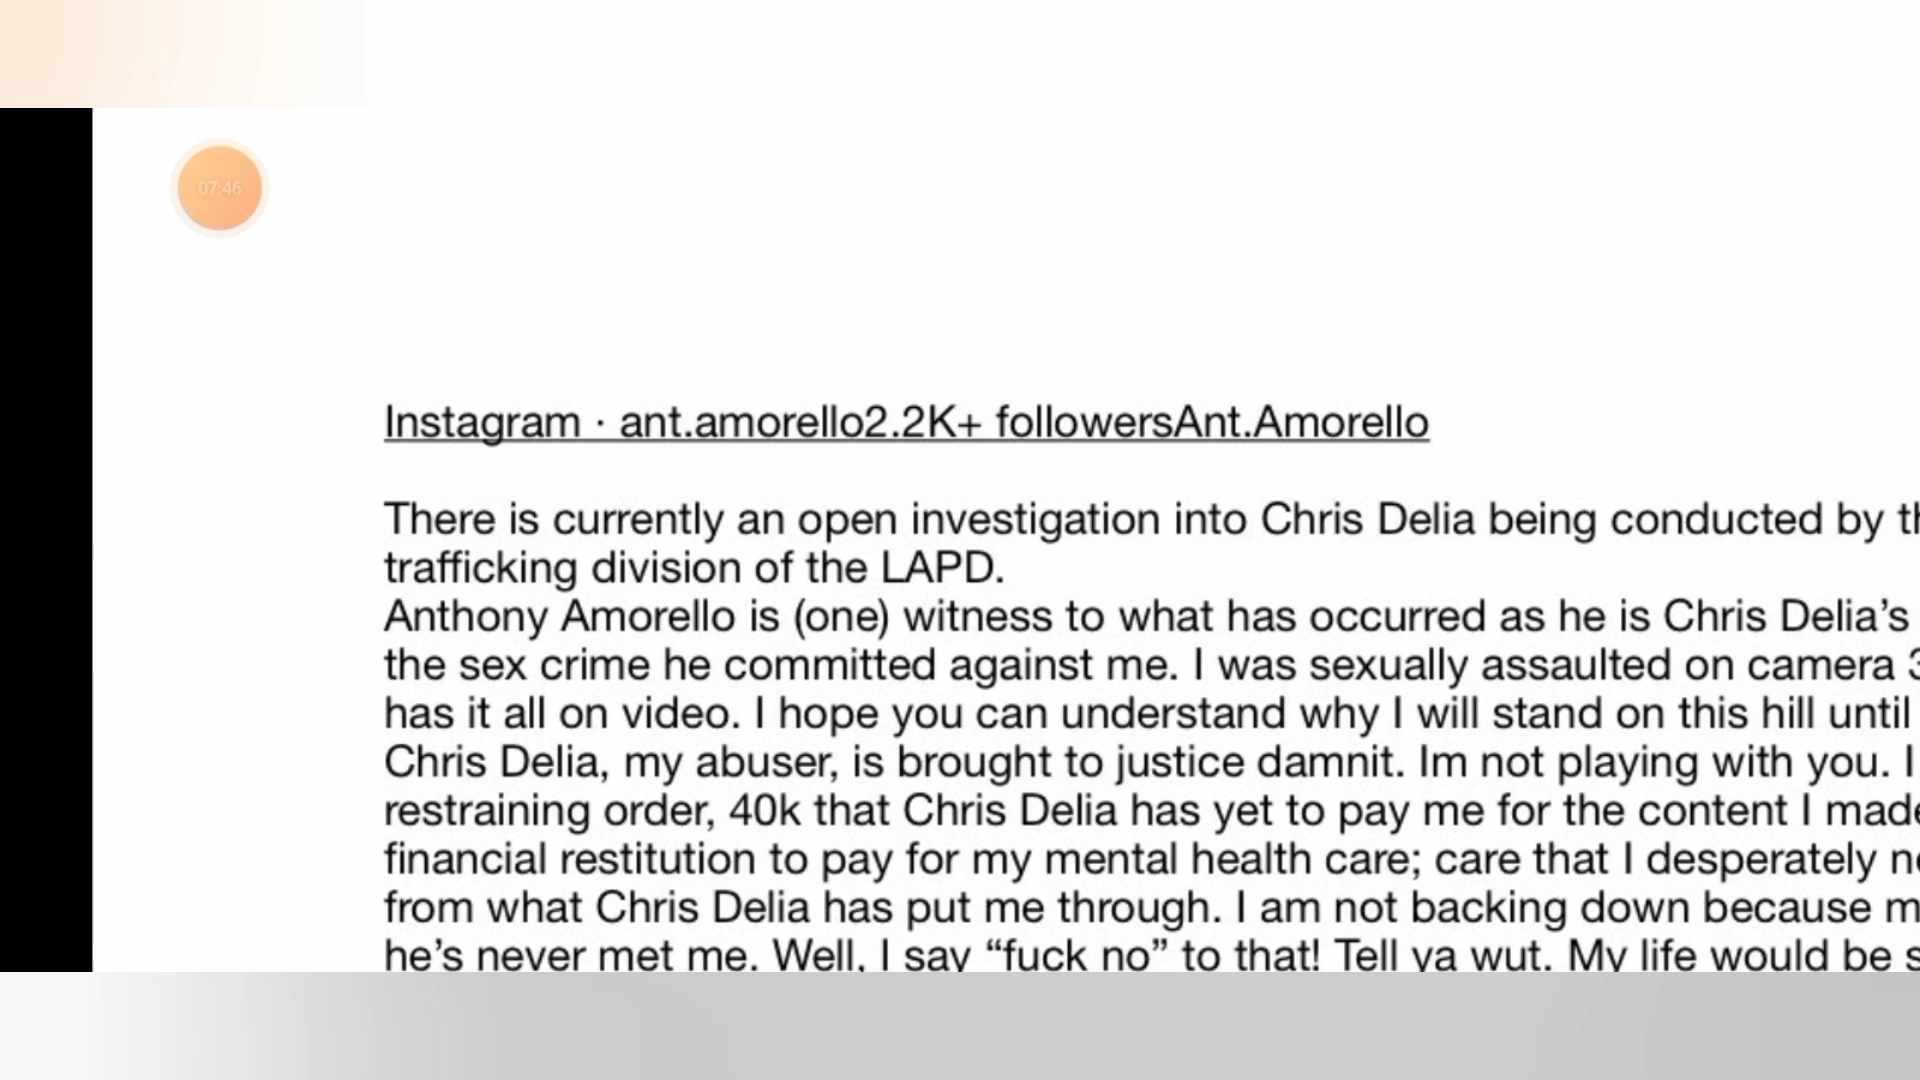 07:46
Instagram · ant.amorello2.2K+ followersAnt.Amorello
There is currently an open investigation into Chris Delia being conducted by
trafficking division of the LAPD.
Anthony Amorello is (one) witness to what has occurred as he is Chris Delia’s
the sex crime he committed against me. I was sexually assaulted on camera
has it all on video. I hope you can understand why I will stand on this hill until
Chris Delia, my abuser, is brought to justice damnit. Im not playing with you. I
restraining order, 40k that Chris Delia has yet to pay me for the content I made
financial restitution to pay for my mental health care; care that I desperately
from what Chris Delia has put me through. I am not backing down because
he’s never met me. Well, I say “fuck no” to that! Tell ya wut. My life would be